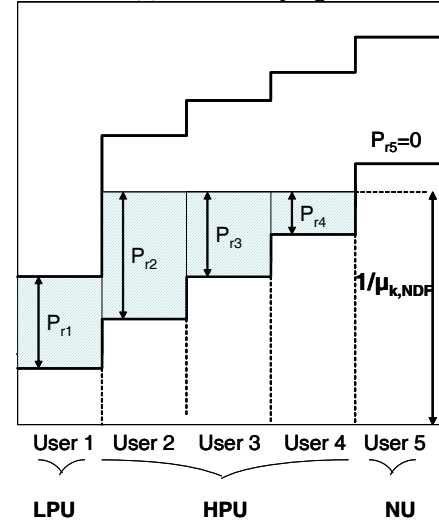 P_r5=0
P_r4
P_r3
P_r2
1/μ_k,NDF
P_r1
User 1 User 2 User 3 User 4 User 5
LPU HPU NU